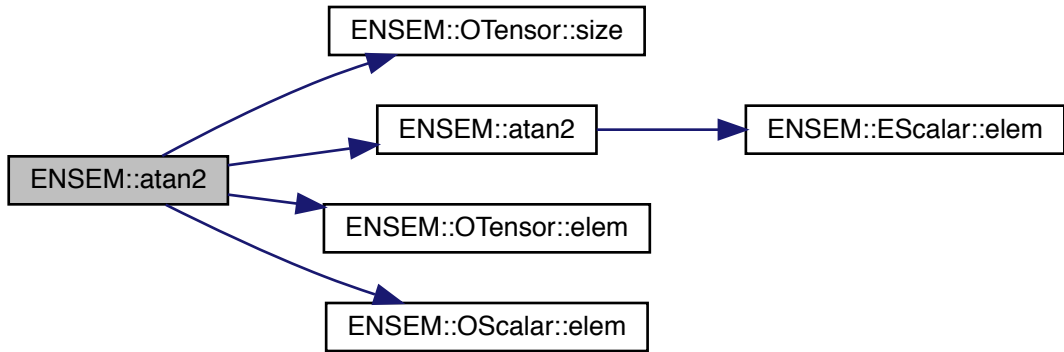 ENSEM::OTensor::size
ENSEM::atan2
ENSEM::EScalar::elem
ENSEM::atan2
ENSEM::OTensor::elem
ENSEM::OScalar::elem